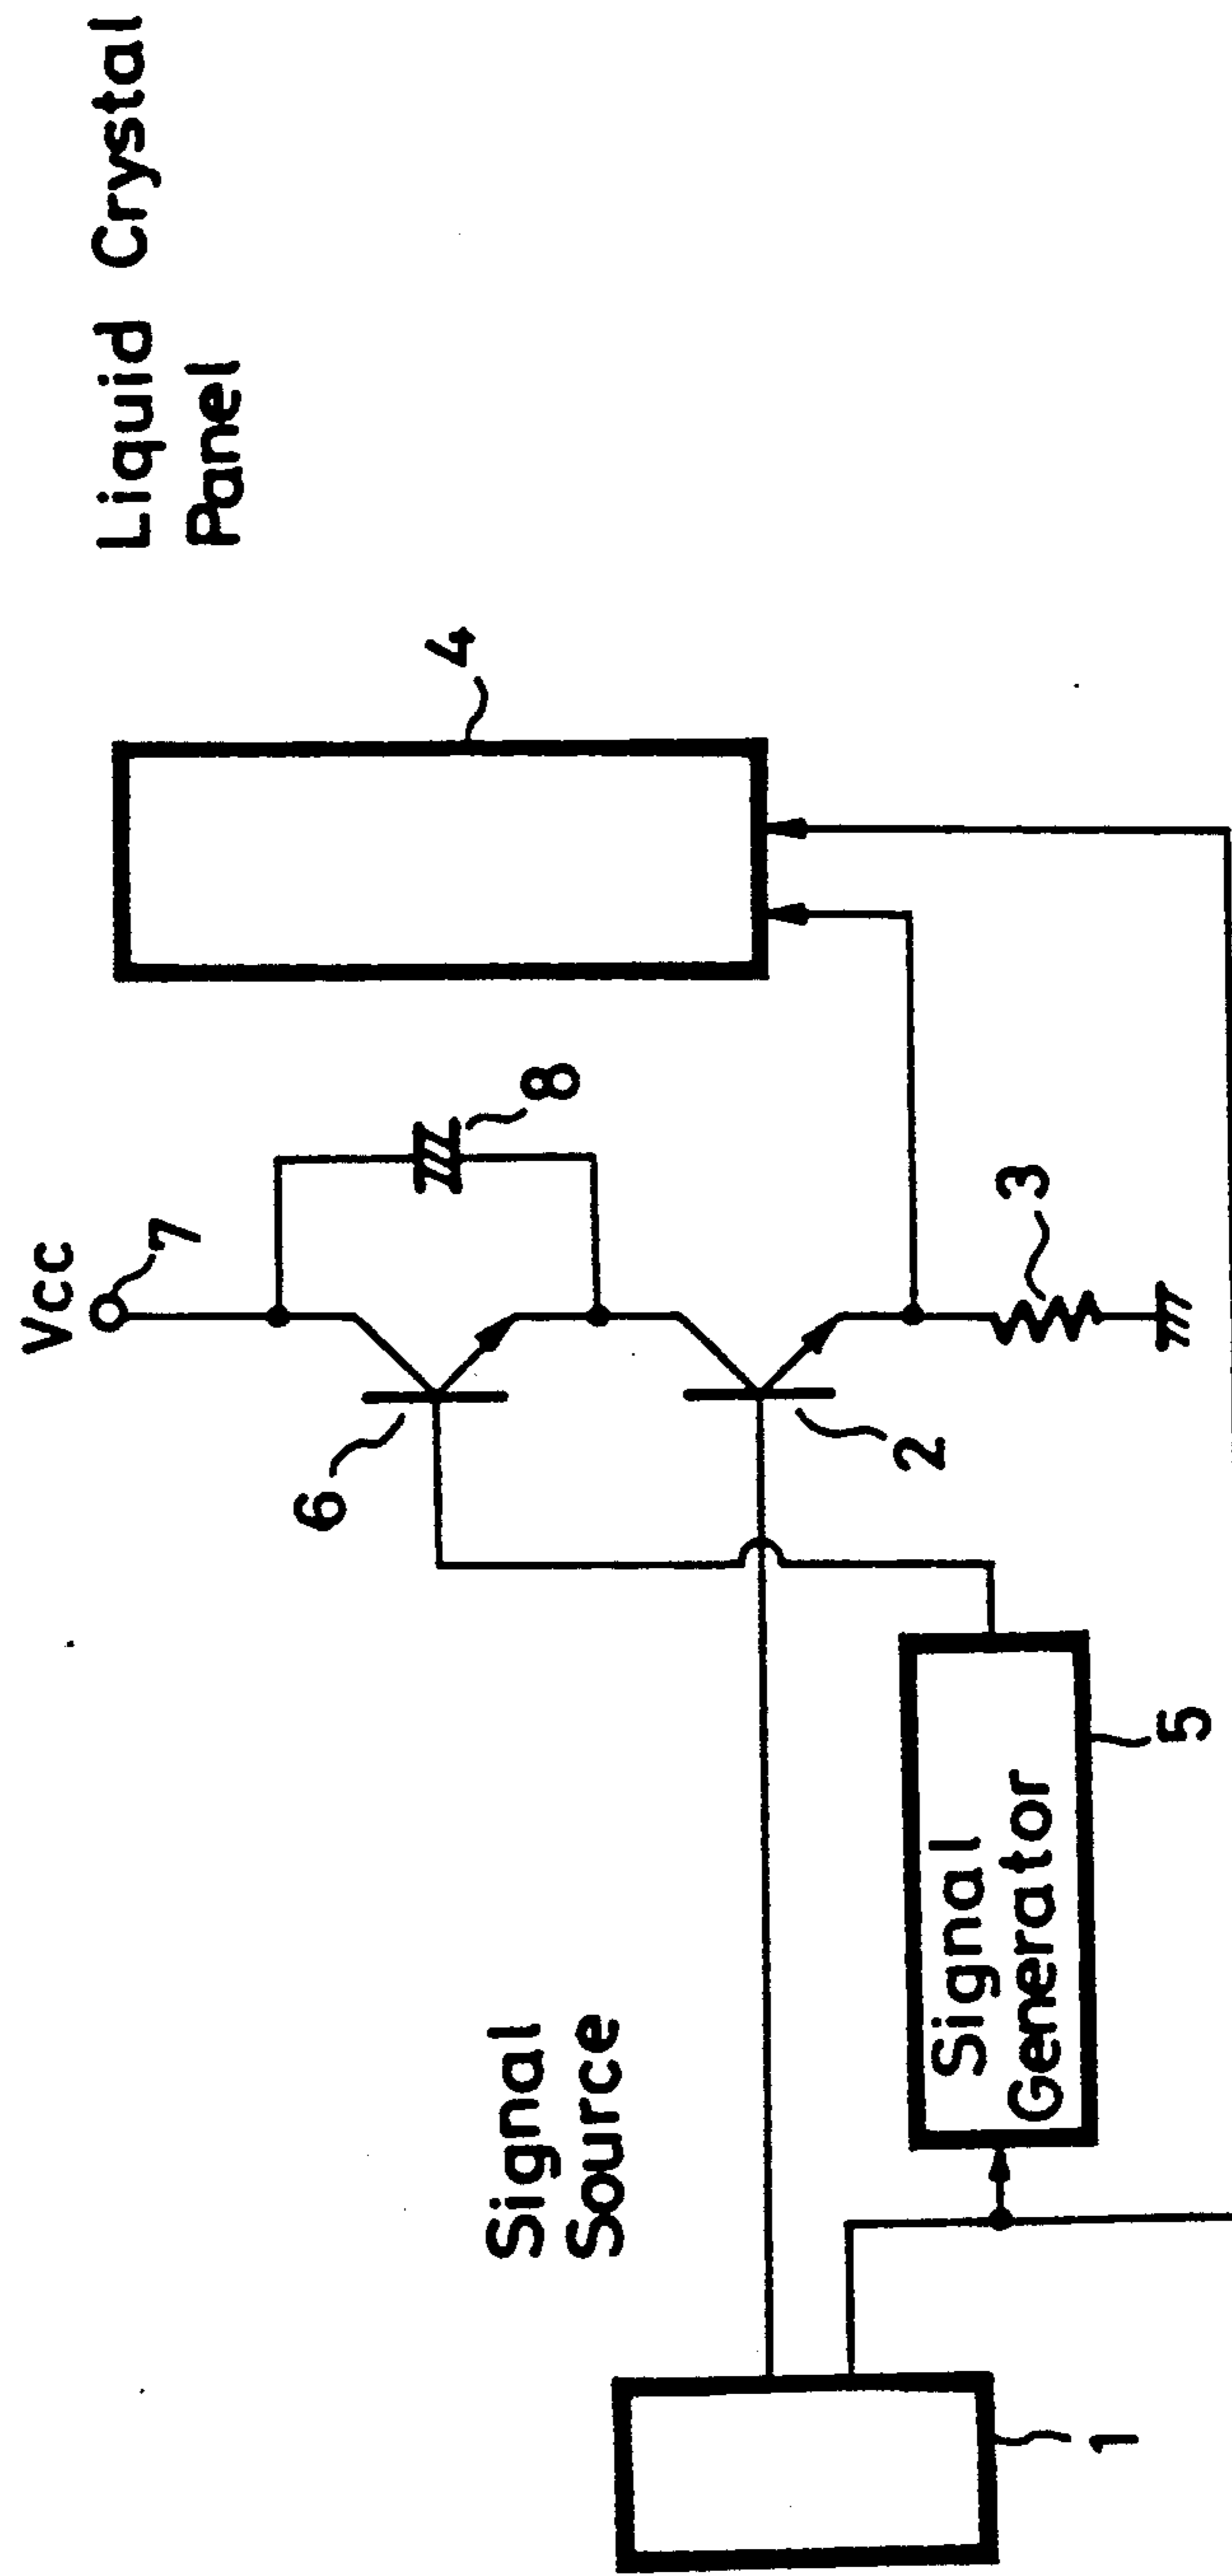 Liquid Crystal
Panel
4
Vcc
7
8
6
3
2
Signal
Source
Signal
Generator
5
1